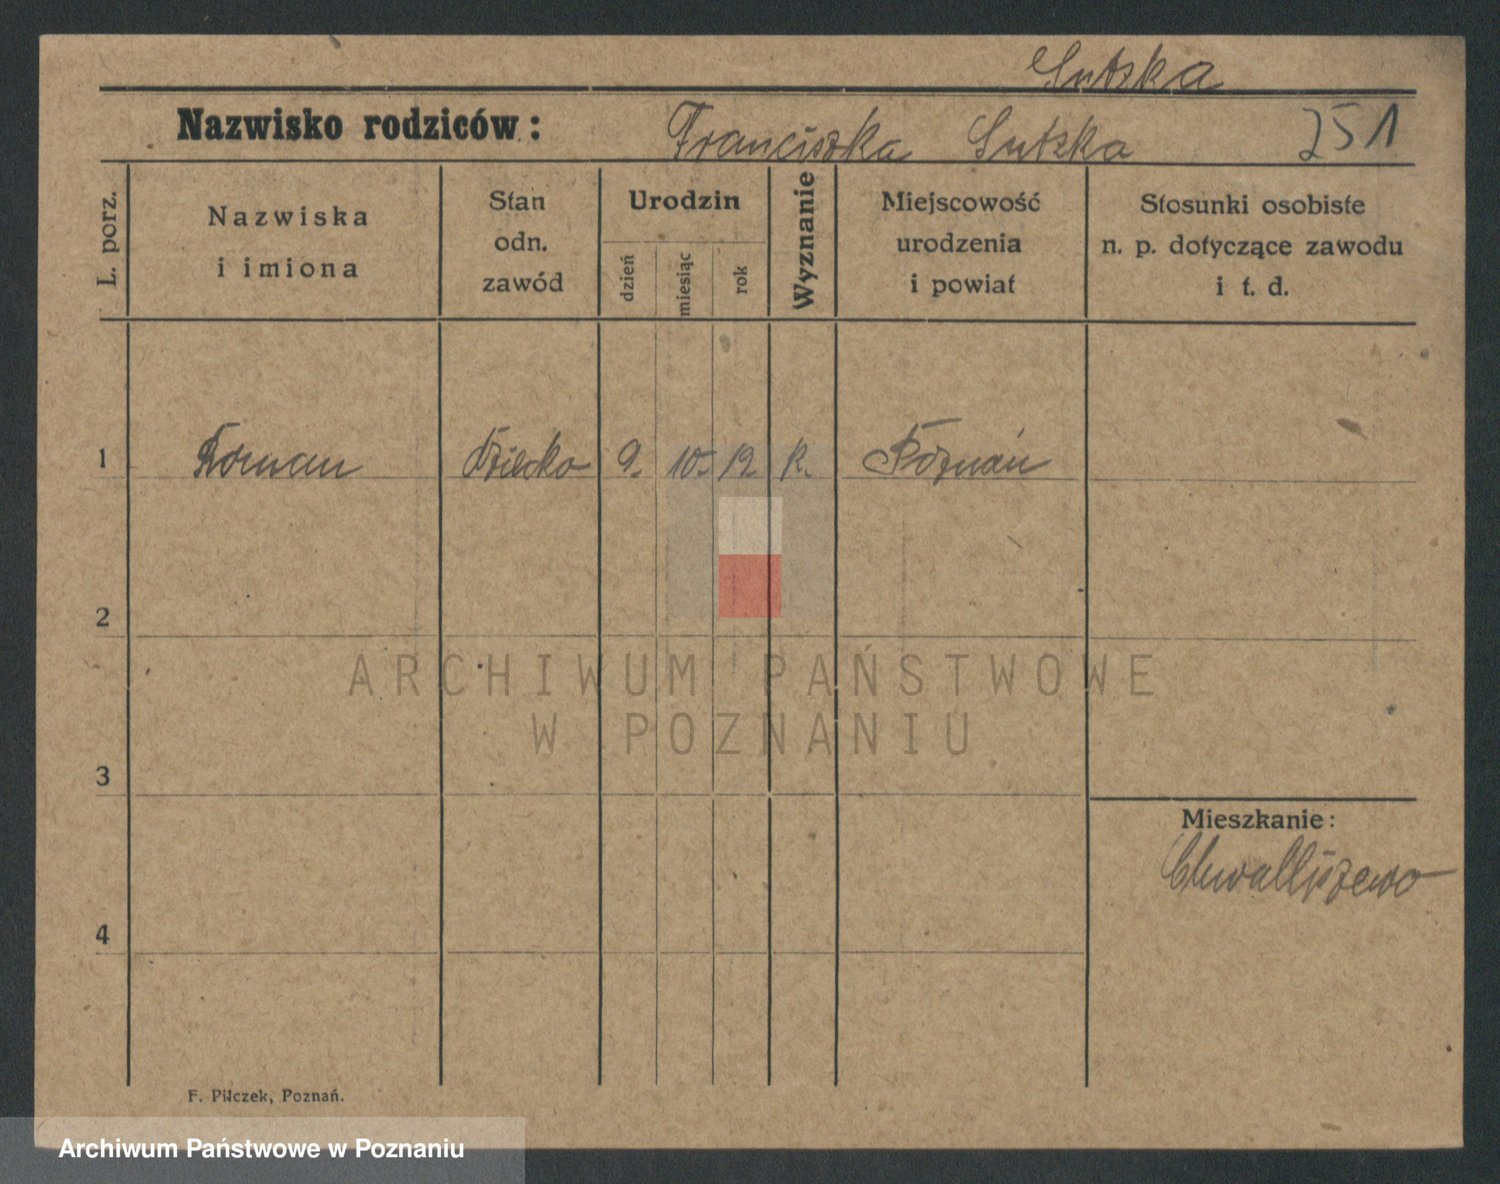 Sutska
Nazwisko rodziców: Franciszka Sutska 251
L. porz.
Nazwiska i imiona
Stan odn. zawód
Urodzin
dzień
miesiąc
rok
Wyznanie
Miejscowość urodzenia i powiat
Stosunki osobiste n. p. dotyczące zawodu i t. d.
1 Roman Dziecko 9. 10. 12 k. Poznań
2
ARCHIWUM PAŃSTWOWE
W POZNANIU
3
Mieszkanie:
Chwalliszewo
4
F. Pilczek, Poznań.
Archiwum Państwowe w Poznaniu